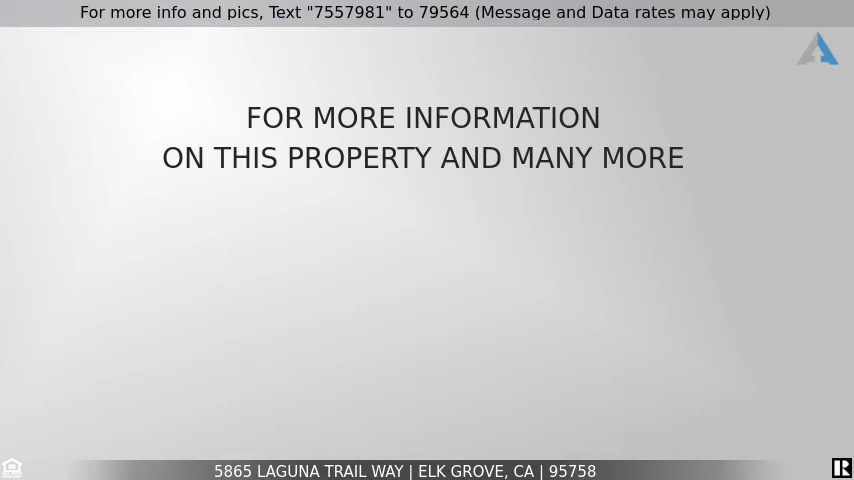 For more info and pics, Text "7557981" to 79564 (Message and Data rates may apply)
FOR MORE INFORMATION
ON THIS PROPERTY AND MANY MORE
5865 LAGUNA TRAIL WAY | ELK GROVE, CA | 95758